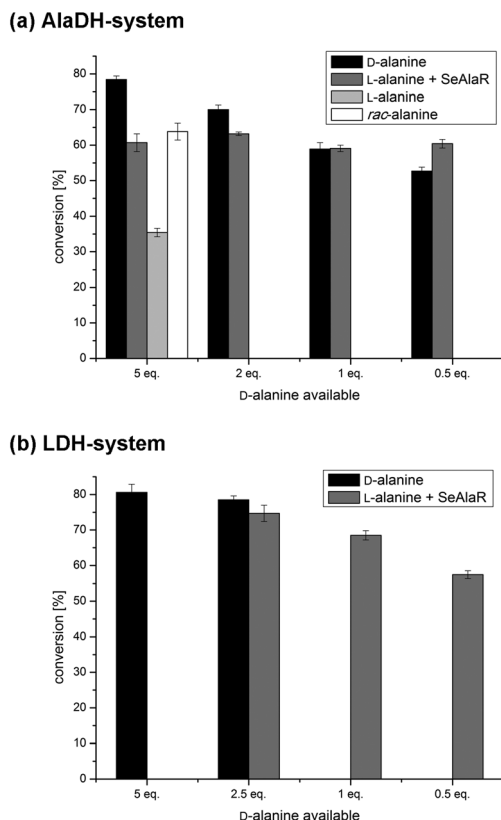 (a) AlaDH-system
D-alanine
L-alanine + SeAlaR
L-alanine
rac-alanine
conversion [%]
80
70
60
50
40
30
20
10
0
5 eq.
2 eq.
1 eq.
0.5 eq.
D-alanine available
(b) LDH-system
D-alanine
L-alanine + SeAlaR
conversion [%]
80
70
60
50
40
30
20
10
0
5 eq.
2.5 eq.
1 eq.
0.5 eq.
D-alanine available